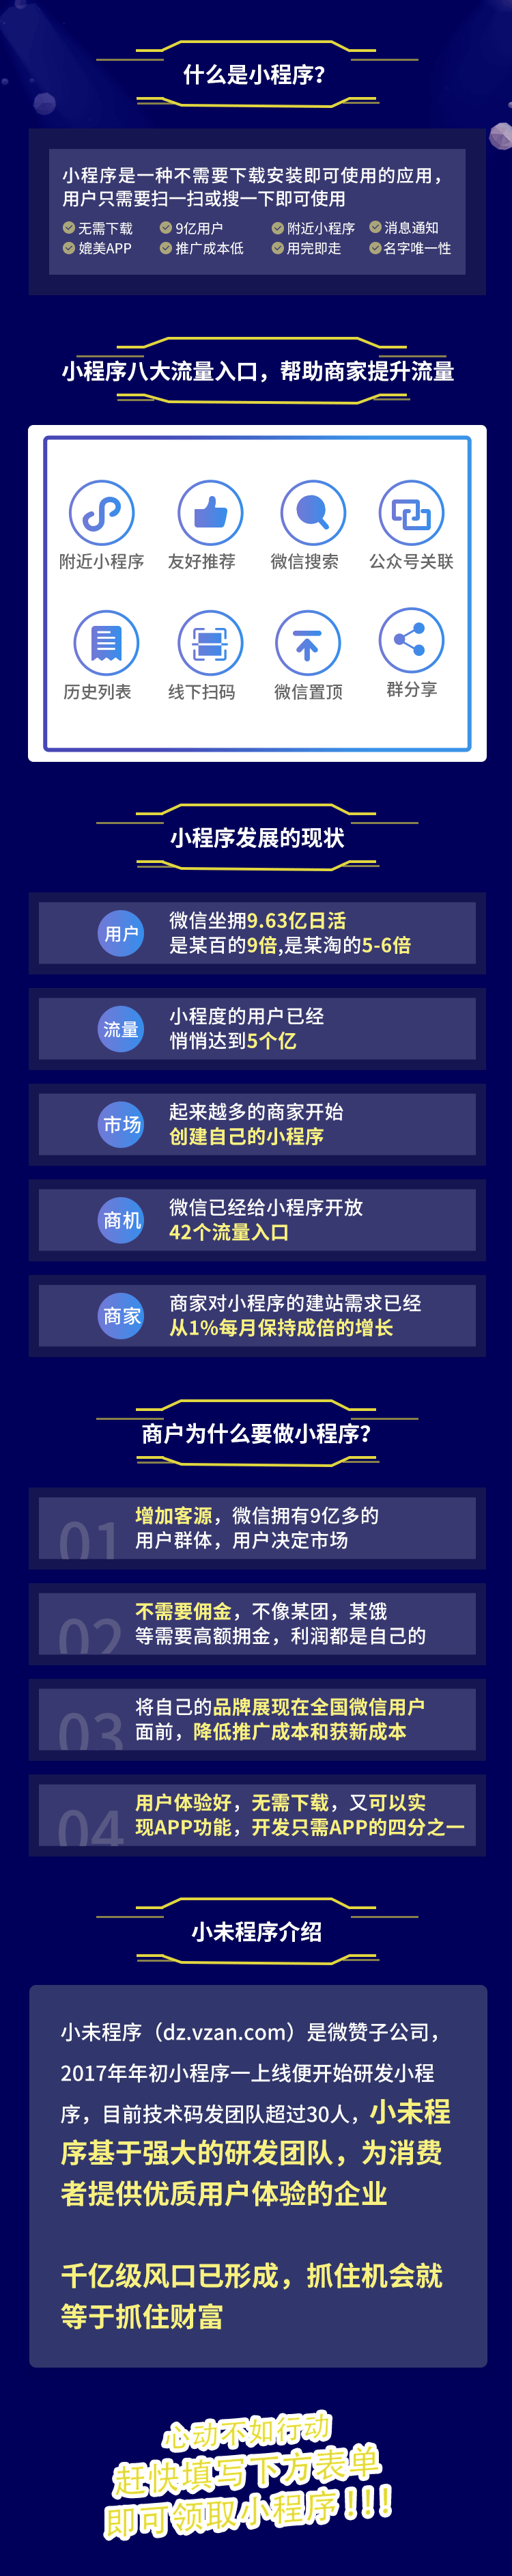 什么是小程序?
小程序是一种不需要下载安装即可使用的应用，
用户只需要扫一扫或搜一下即可使用
无需下载 9亿用户 附近小程序 消息通知
媲美APP 推广成本低 用完即走 名字唯一性
小程序八大流量入口，帮助商家提升流量
附近小程序 友好推荐 微信搜索 公众号关联
历史列表 线下扫码 微信置顶 群分享
小程序发展的现状
用户
微信坐拥9.63亿日活
是某百的9倍,是某淘的5-6倍
流量
小程度的用户已经
悄悄达到5个亿
市场
起来越多的商家开始
创建自己的小程序
商机
微信已经给小程序开放
42个流量入口
商家
商家对小程序的建站需求已经
从1%每月保持成倍的增长
商户为什么要做小程序?
01
增加客源，微信拥有9亿多的
用户群体，用户决定市场
02
不需要佣金，不像某团，某饿
等需要高额拥金，利润都是自己的
03
将自己的品牌展现在全国微信用户
面前，降低推广成本和获新成本
04
用户体验好，无需下载，又可以实
现APP功能，开发只需APP的四分之一
小未程序介绍
小未程序（dz.vzan.com）是微赞子公司，
2017年年初小程序一上线便开始研发小程
序，目前技术码发团队超过30人，小未程
序基于强大的研发团队，为消费
者提供优质用户体验的企业
千亿级风口已形成，抓住机会就
等于抓住财富
心动不如行动
赶快填写下方表单
即可领取小程序!!!